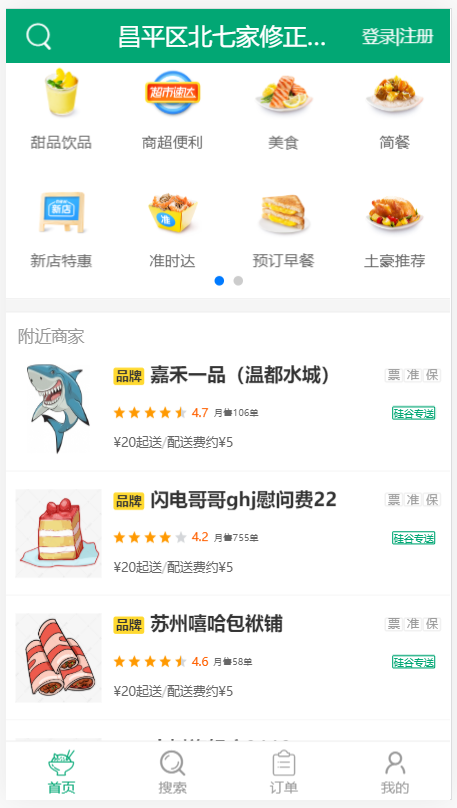 昌平区北七家修正... 登录|注册
超市速达
甜品饮品 商超便利 美食 简餐
新店 准
新店特惠 准时达 预订早餐 土豪推荐
附近商家
品牌 嘉禾一品（温都水城） 票 准 保
4.7 月售106单 硅谷专送
¥20起送/配送费约¥5
品牌 闪电哥哥ghj慰问费22 票 准 保
4.2 月售755单 硅谷专送
¥20起送/配送费约¥5
品牌 苏州嘻哈包袱铺 票 准 保
4.6 月售58单 硅谷专送
¥20起送/配送费约¥5
首页 搜索 订单 我的